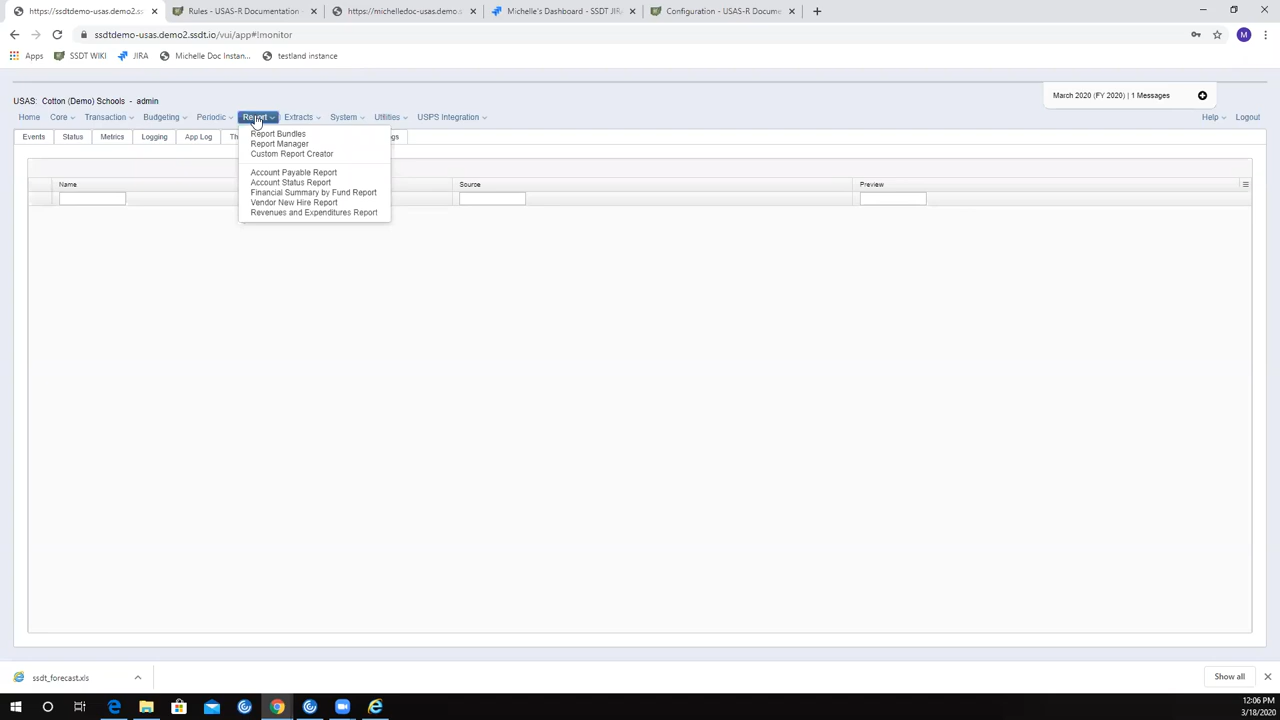 https://ssdtdemo-usas.demo2.ss
Rules - USAS-R Documentation -
https://michelledoc-usas.demo.
Michelle's Dashboard - SSDT JIR
Configuration - USAS-R Docume
ssdtdemo-usas.demo2.ssdt.io/vui/app#!monitor
M
Apps
SSDT WIKI
JIRA
Michelle Doc Instan...
testland instance
USAS: Cotton (Demo) Schools - admin
March 2020 (FY 2020) | 1 Messages
Home
Core
Transaction
Budgeting
Periodic
Report
Extracts
System
Utilities
USPS Integration
Help
Logout
Events
Status
Metrics
Logging
App Log
Th
gs
Report Bundles
Report Manager
Custom Report Creator
Account Payable Report
Account Status Report
Financial Summary by Fund Report
Vendor New Hire Report
Revenues and Expenditures Report
Name
Source
Preview
ssdt_forecast.xls
Show all
12:06 PM
3/18/2020